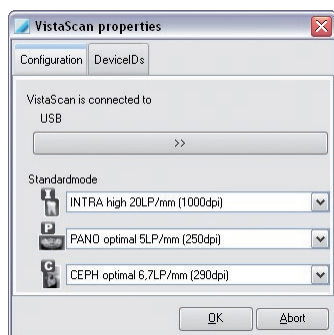 VistaScan properties
Configuration DeviceIDs
VistaScan is connected to
USB
>>
Standardmode
I
INTRA high 20LP/mm (1000dpi)
P
PANO optimal 5LP/mm (250dpi)
C
CEPH optimal 6,7LP/mm (290dpi)
OK Abort